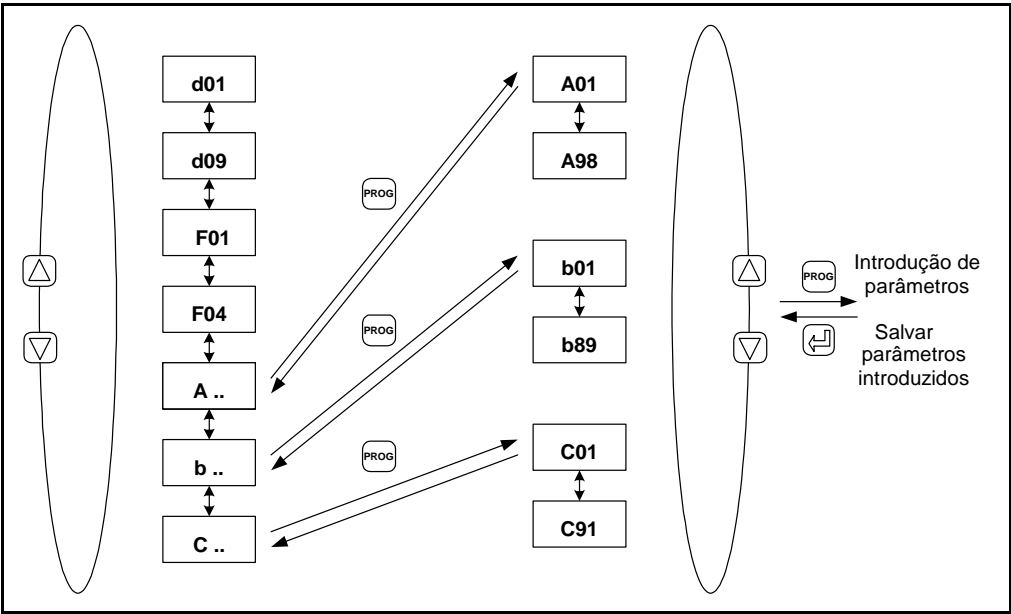 d01
d09
F01
F04
A ..
b ..
C ..
PROG
PROG
PROG
A01
A98
b01
b89
C01
C91
PROG
Introdução de
parâmetros
Salvar
parâmetros
introduzidos